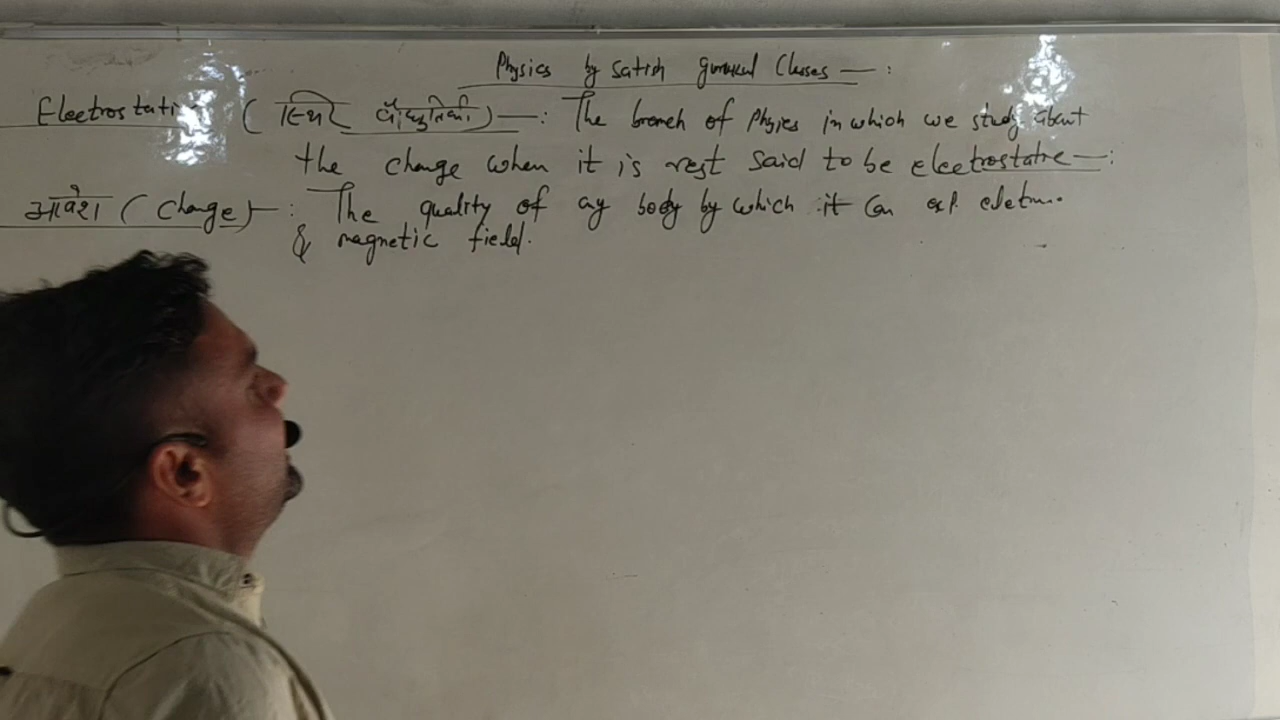 Physics by Satish gurukul Classes —:
Electrostatics ( स्थिर वैद्युतिकी ) —: The branch of Physics in which we study about
the charge when it is rest said to be electrostatic —:
आवेश ( Charge ) —: The quality of any body by which it can exp.
& magnetic field.